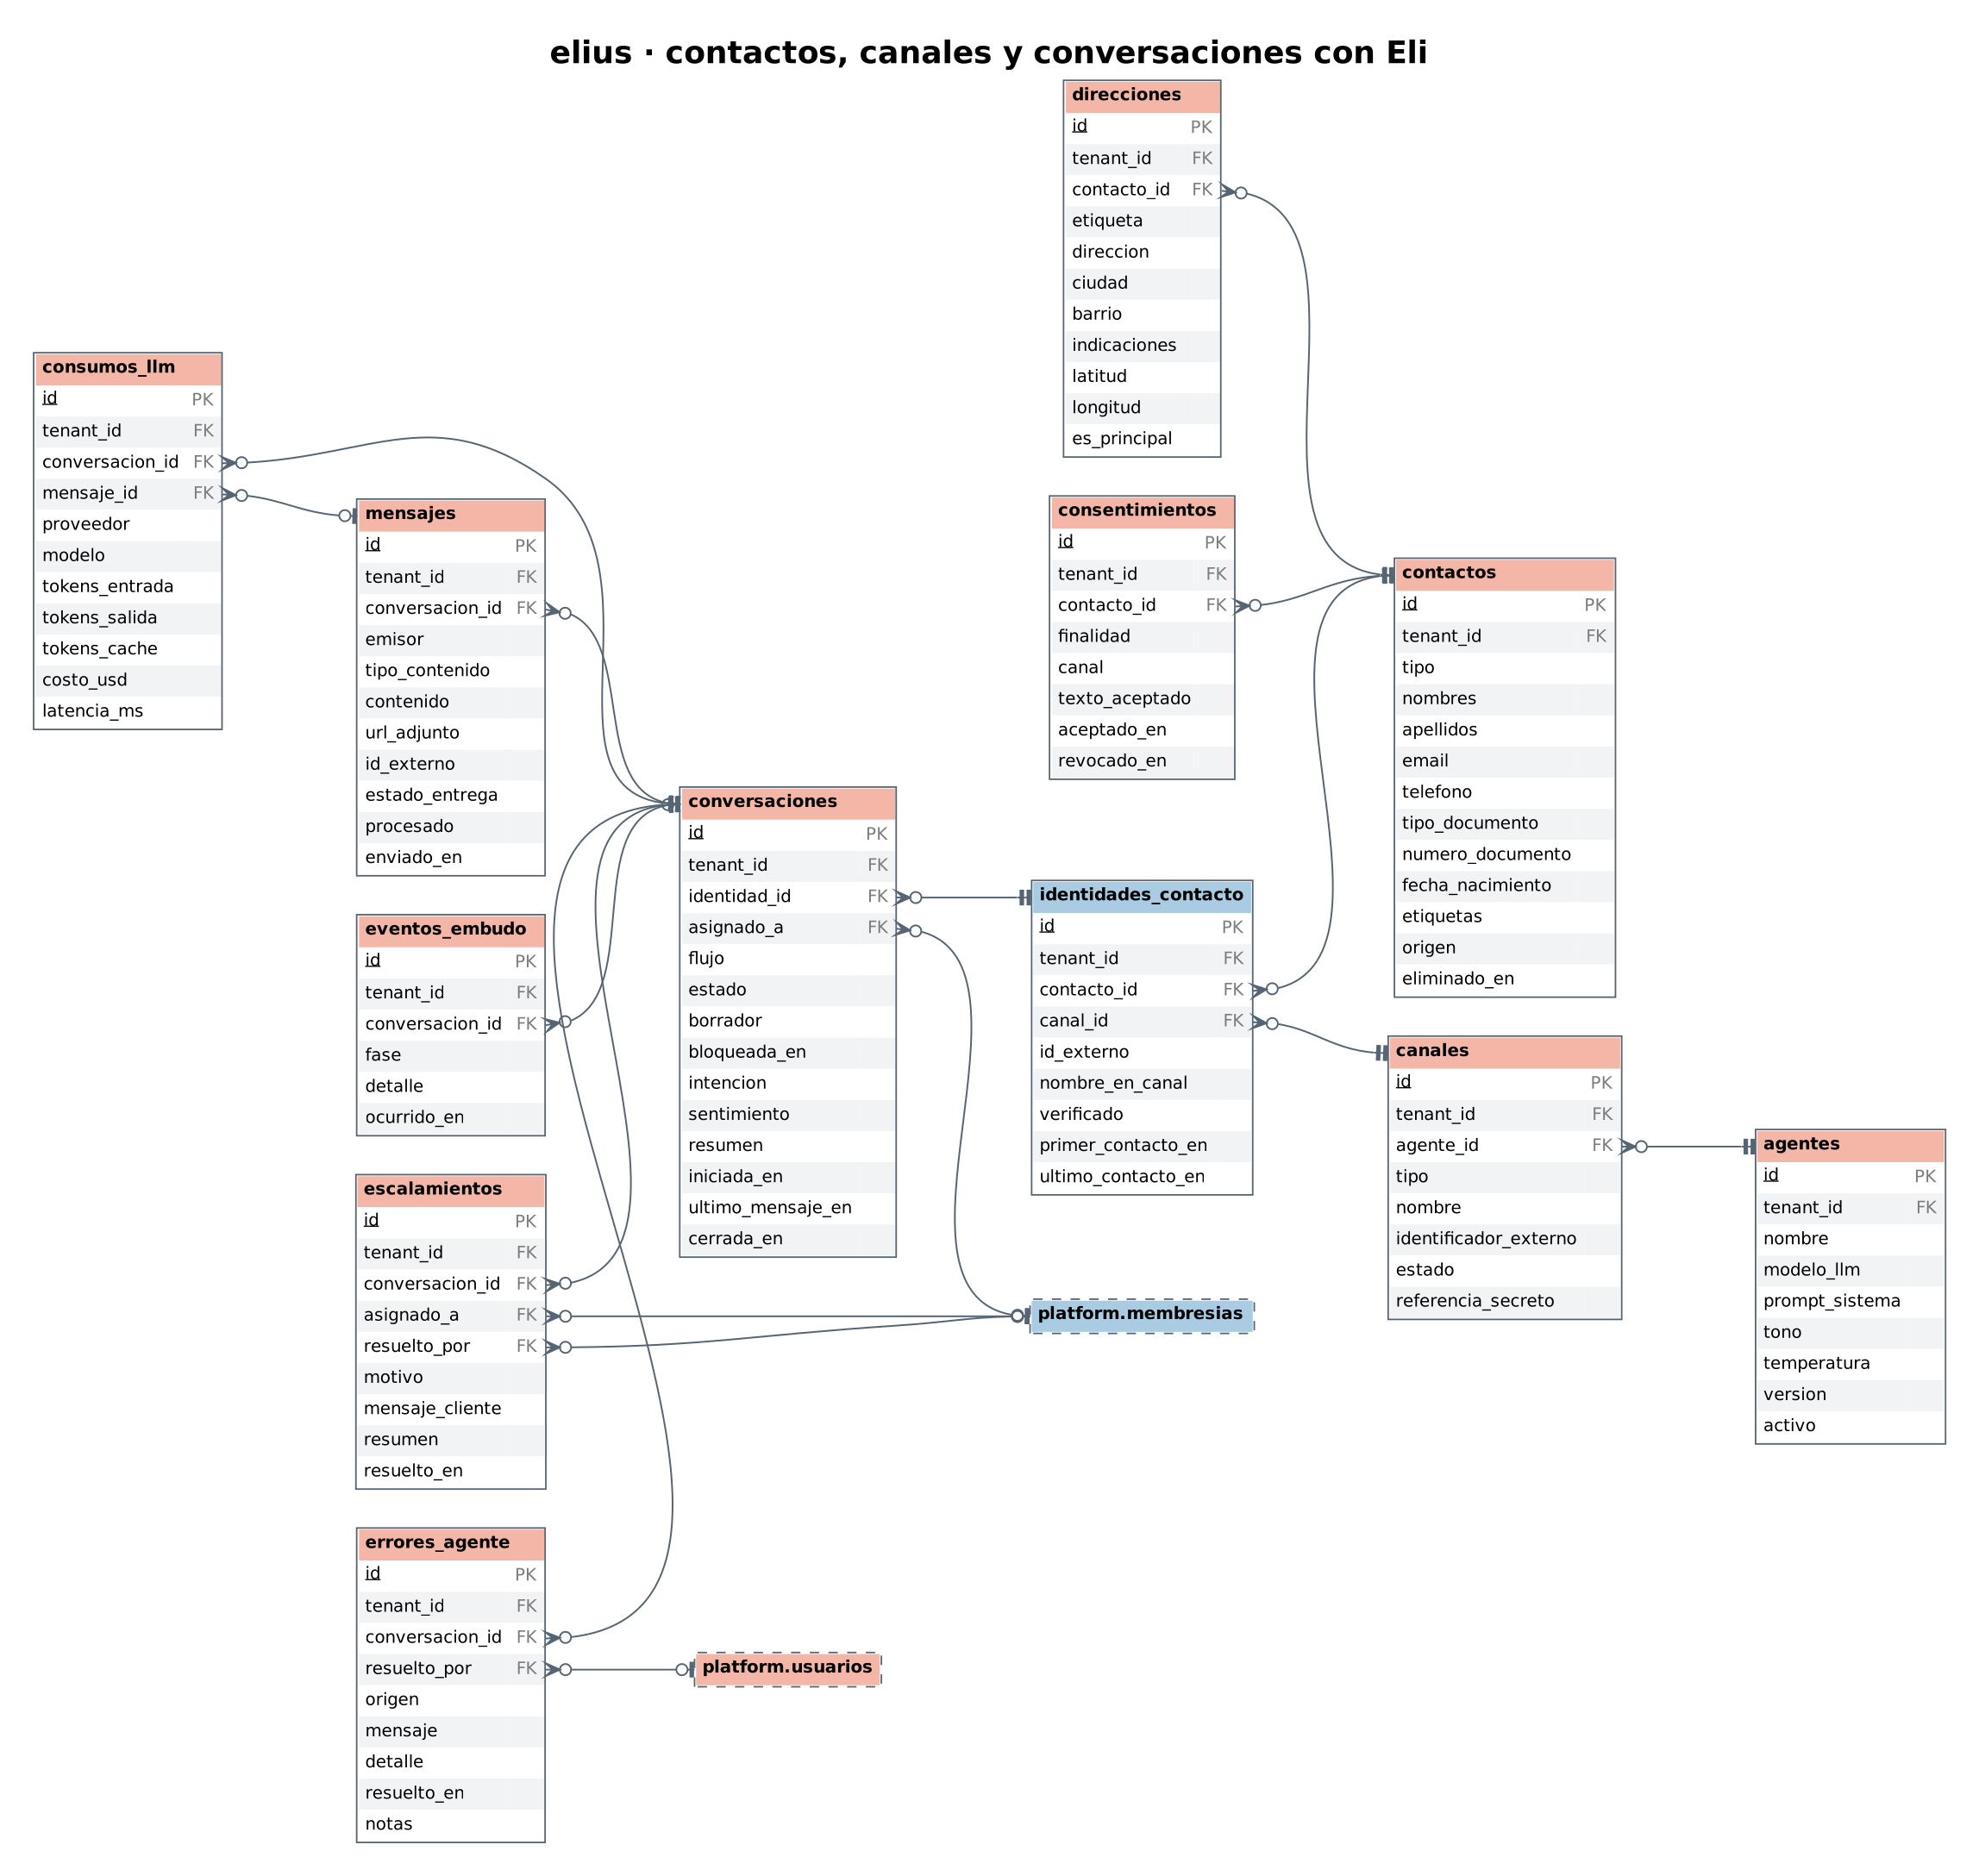 elius · contactos, canales y conversaciones con Eli
direcciones
id PK
tenant_id FK
contacto_id FK
etiqueta
direccion
ciudad
barrio
indicaciones
latitud
longitud
es_principal
consumos_llm
id PK
tenant_id FK
conversacion_id FK
mensaje_id FK
proveedor
modelo
tokens_entrada
tokens_salida
tokens_cache
costo_usd
latencia_ms
mensajes
id PK
tenant_id FK
conversacion_id FK
emisor
tipo_contenido
contenido
url_adjunto
id_externo
estado_entrega
procesado
enviado_en
consentimientos
id PK
tenant_id FK
contacto_id FK
finalidad
canal
texto_aceptado
aceptado_en
revocado_en
contactos
id PK
tenant_id FK
tipo
nombres
apellidos
email
telefono
tipo_documento
numero_documento
fecha_nacimiento
etiquetas
origen
eliminado_en
conversaciones
id PK
tenant_id FK
identidad_id FK
asignado_a FK
flujo
estado
borrador
bloqueada_en
intencion
sentimiento
resumen
iniciada_en
ultimo_mensaje_en
cerrada_en
identidades_contacto
id PK
tenant_id FK
contacto_id FK
canal_id FK
id_externo
nombre_en_canal
verificado
primer_contacto_en
ultimo_contacto_en
eventos_embudo
id PK
tenant_id FK
conversacion_id FK
fase
detalle
ocurrido_en
canales
id PK
tenant_id FK
agente_id FK
tipo
nombre
identificador_externo
estado
referencia_secreto
agentes
id PK
tenant_id FK
nombre
modelo_llm
prompt_sistema
tono
temperatura
version
activo
escalamientos
id PK
tenant_id FK
conversacion_id FK
asignado_a FK
resuelto_por FK
motivo
mensaje_cliente
resumen
resuelto_en
platform.membresias
errores_agente
id PK
tenant_id FK
conversacion_id FK
resuelto_por FK
origen
mensaje
detalle
resuelto_en
notas
platform.usuarios